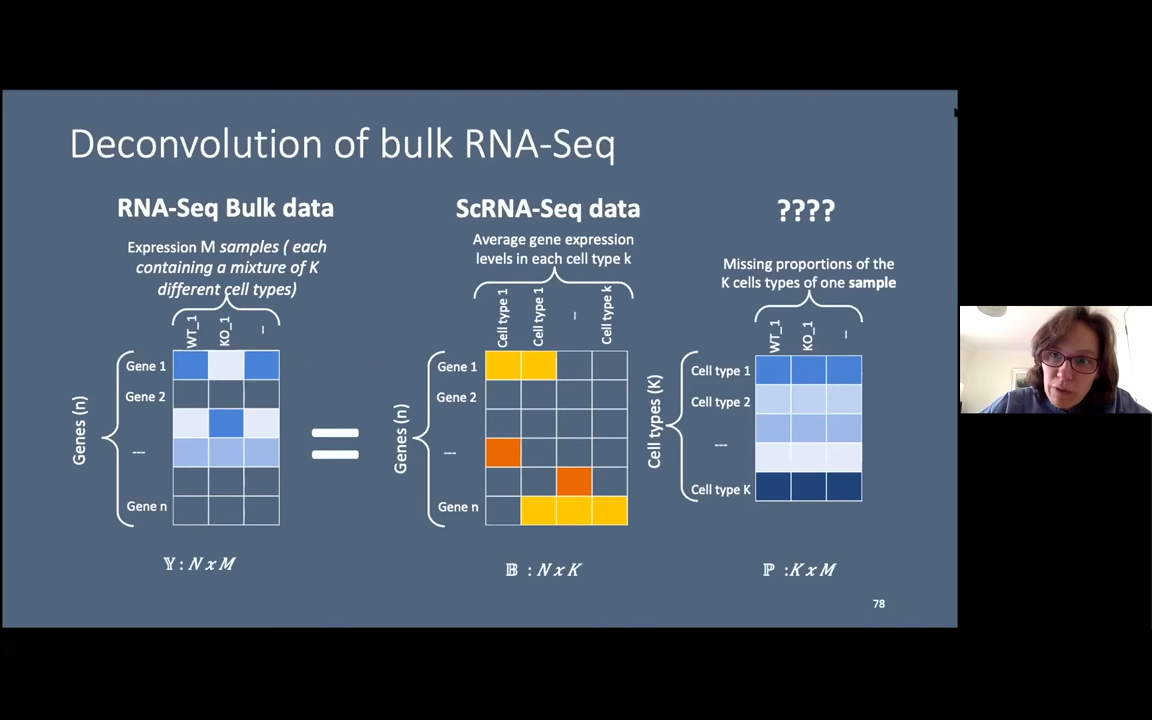 Deconvolution of bulk RNA-Seq
RNA-Seq Bulk data
Expression M samples ( each
containing a mixture of K
different cell types)
WT_1
KO_1
--
Genes (n)
Gene 1
Gene 2
---
Gene n
𝕐 : N x M
=
ScRNA-Seq data
Average gene expression
levels in each cell type k
Cell type 1
Cell type 1
--
Cell type k
Genes (n)
Gene 1
Gene 2
---
Gene n
𝔹 : N x K
????
Missing proportions of the
K cells types of one sample
WT_1
KO_1
--
Cell types (K)
Cell type 1
Cell type 2
---
Cell type K
ℙ :K x M
78